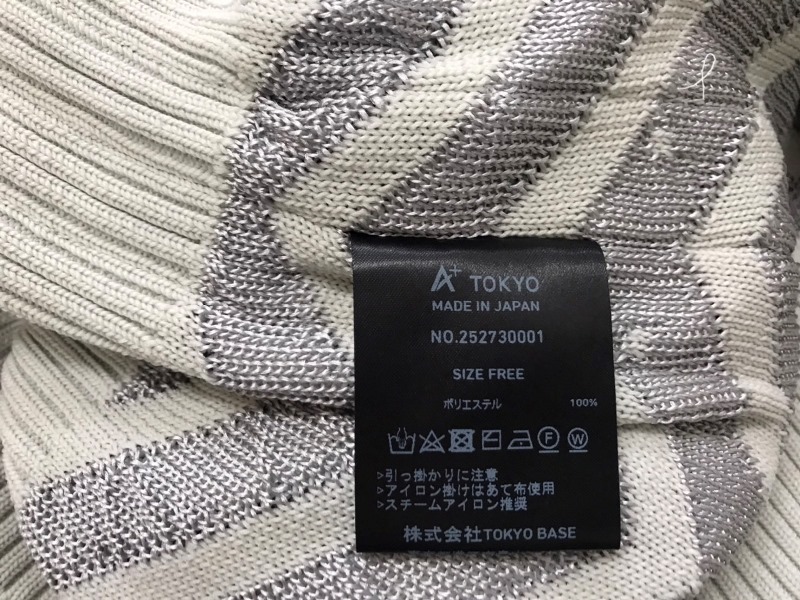 A+ TOKYO
MADE IN JAPAN
NO.252730001
SIZE FREE
ポリエステル 100%
F W
>引っ掛かりに注意
>アイロン掛けはあて布使用
>スチームアイロン推奨
株式会社TOKYO BASE